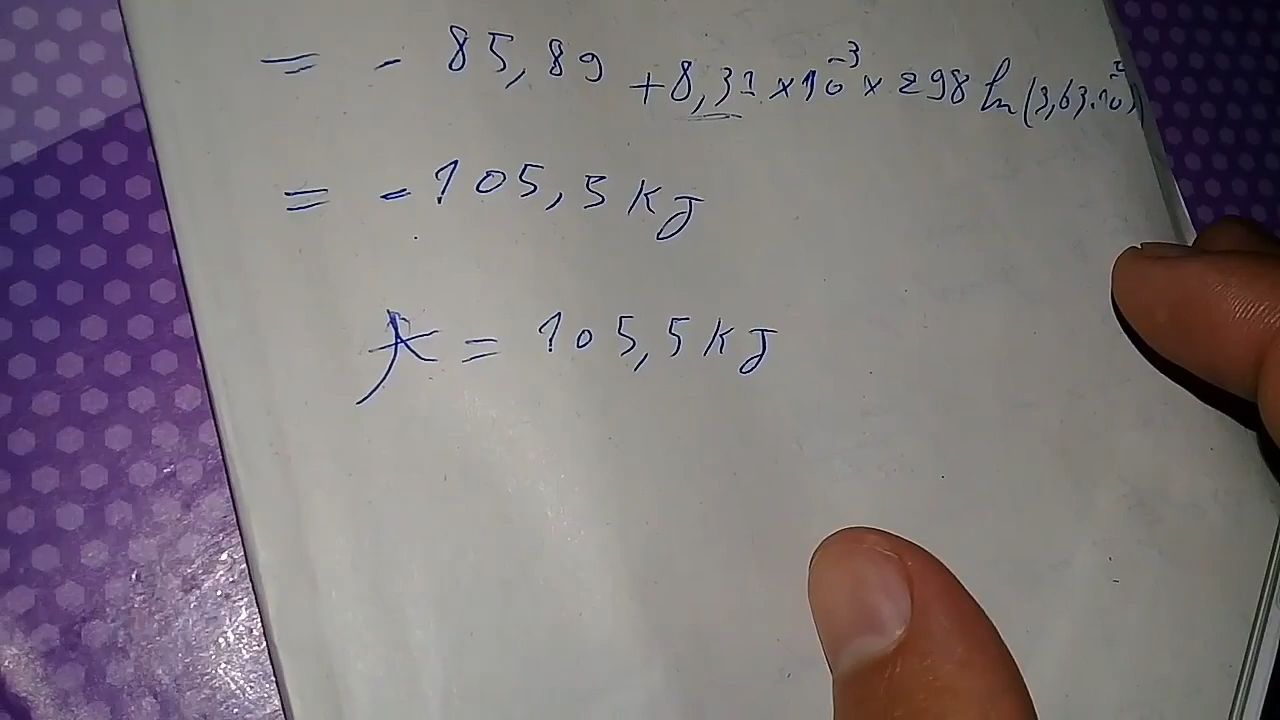 = - 85,89 + 8,31 × 10⁻³ × 298 ln (3,63.10⁻²)
= - 105,5 KJ
A = 105,5 KJ